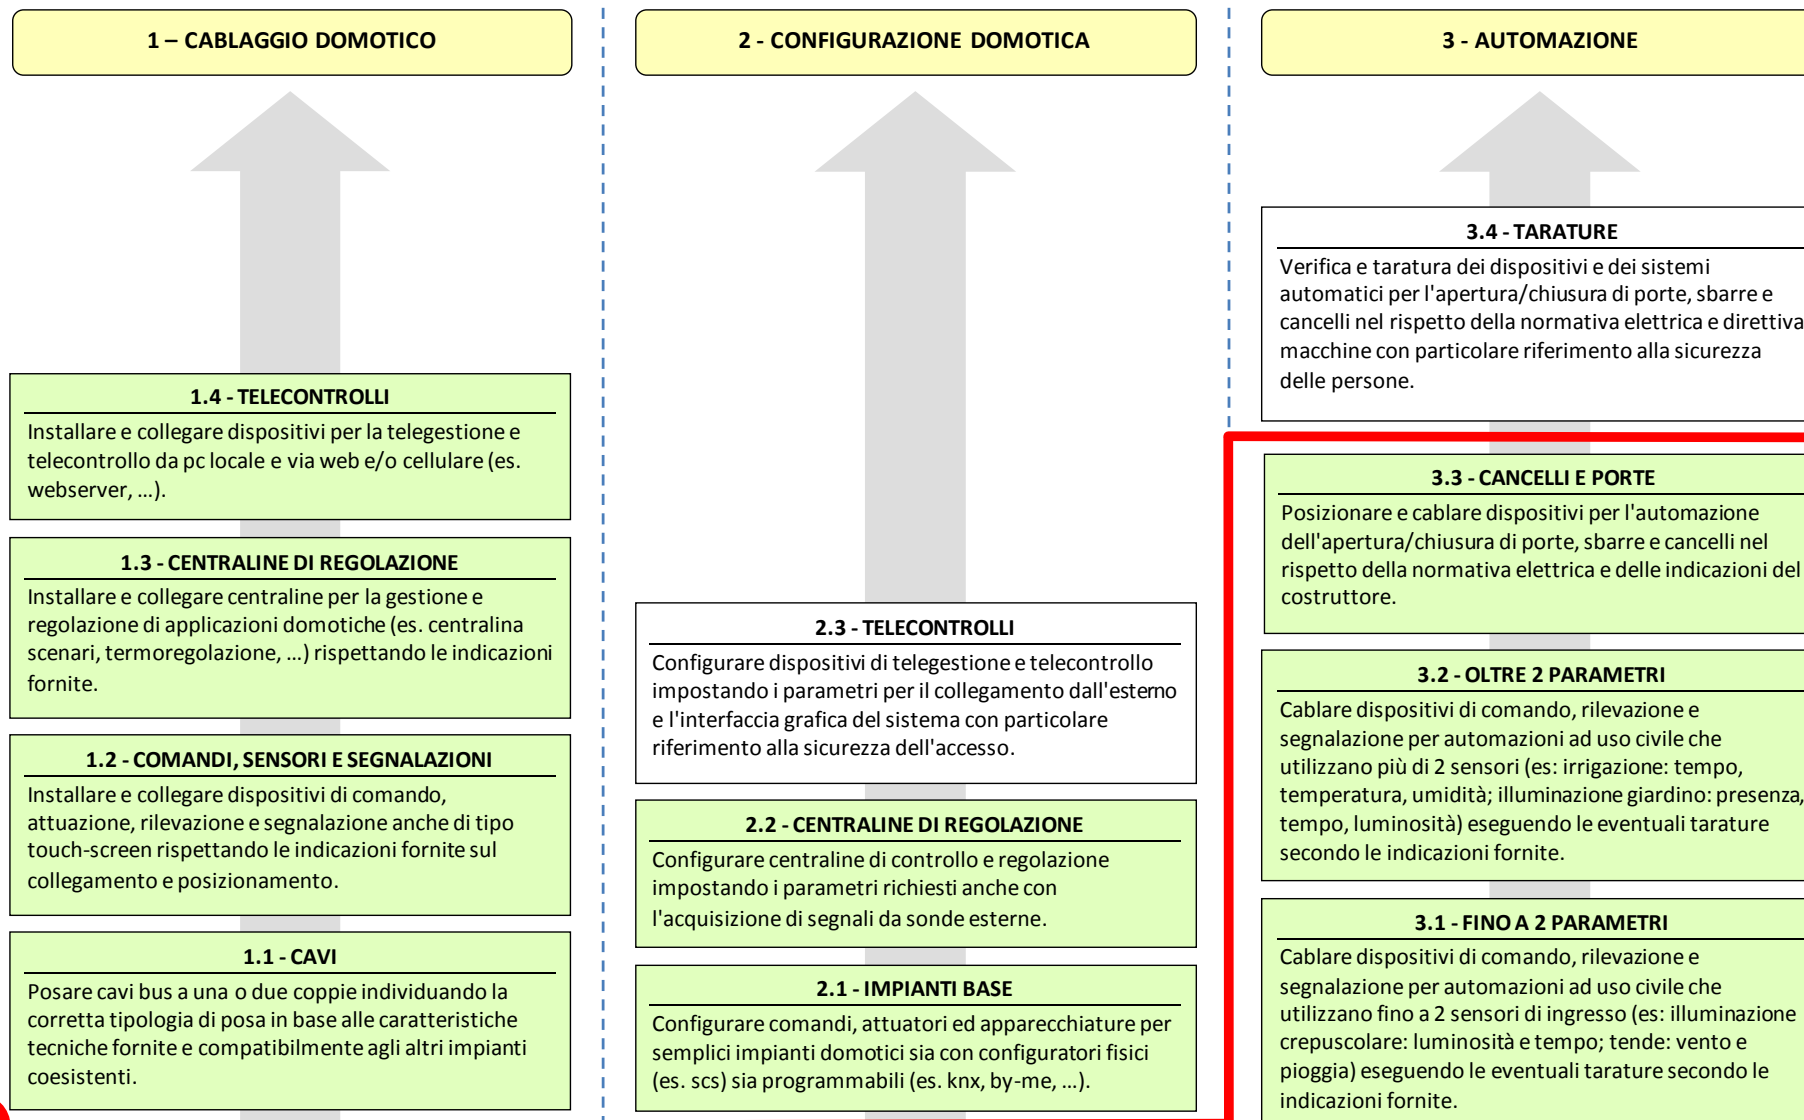 1 – CABLAGGIO DOMOTICO
1.4 - TELECONTROLLI
Installare e collegare dispositivi per la telegestione e
telecontrollo da pc locale e via web e/o cellulare (es.
webserver, ...).
1.3 - CENTRALINE DI REGOLAZIONE
Installare e collegare centraline per la gestione e
regolazione di applicazioni domotiche (es. centralina
scenari, termoregolazione, ...) rispettando le indicazioni
fornite.
1.2 - COMANDI, SENSORI E SEGNALAZIONI
Installare e collegare dispositivi di comando,
attuazione, rilevazione e segnalazione anche di tipo
touch-screen rispettando le indicazioni fornite sul
collegamento e posizionamento.
1.1 - CAVI
Posare cavi bus a una o due coppie individuando la
corretta tipologia di posa in base alle caratteristiche
tecniche fornite e compatibilmente agli altri impianti
coesistenti.
2 - CONFIGURAZIONE DOMOTICA
2.3 - TELECONTROLLI
Configurare dispositivi di telegestione e telecontrollo
impostando i parametri per il collegamento dall'esterno
e l'interfaccia grafica del sistema con particolare
riferimento alla sicurezza dell'accesso.
2.2 - CENTRALINE DI REGOLAZIONE
Configurare centraline di controllo e regolazione
impostando i parametri richiesti anche con
l'acquisizione di segnali da sonde esterne.
2.1 - IMPIANTI BASE
Configurare comandi, attuatori ed apparecchiature per
semplici impianti domotici sia con configuratori fisici
(es. scs) sia programmabili (es. knx, by-me, ...).
3 - AUTOMAZIONE
3.4 - TARATURE
Verifica e taratura dei dispositivi e dei sistemi
automatici per l'apertura/chiusura di porte, sbarre e
cancelli nel rispetto della normativa elettrica e direttiva
macchine con particolare riferimento alla sicurezza
delle persone.
3.3 - CANCELLI E PORTE
Posizionare e cablare dispositivi per l'automazione
dell'apertura/chiusura di porte, sbarre e cancelli nel
rispetto della normativa elettrica e delle indicazioni del
costruttore.
3.2 - OLTRE 2 PARAMETRI
Cablare dispositivi di comando, rilevazione e
segnalazione per automazioni ad uso civile che
utilizzano più di 2 sensori (es: irrigazione: tempo,
temperatura, umidità; illuminazione giardino: presenza,
tempo, luminosità) eseguendo le eventuali tarature
secondo le indicazioni fornite.
3.1 - FINO A 2 PARAMETRI
Cablare dispositivi di comando, rilevazione e
segnalazione per automazioni ad uso civile che
utilizzano fino a 2 sensori di ingresso (es: illuminazione
crepuscolare: luminosità e tempo; tende: vento e
pioggia) eseguendo le eventuali tarature secondo le
indicazioni fornite.